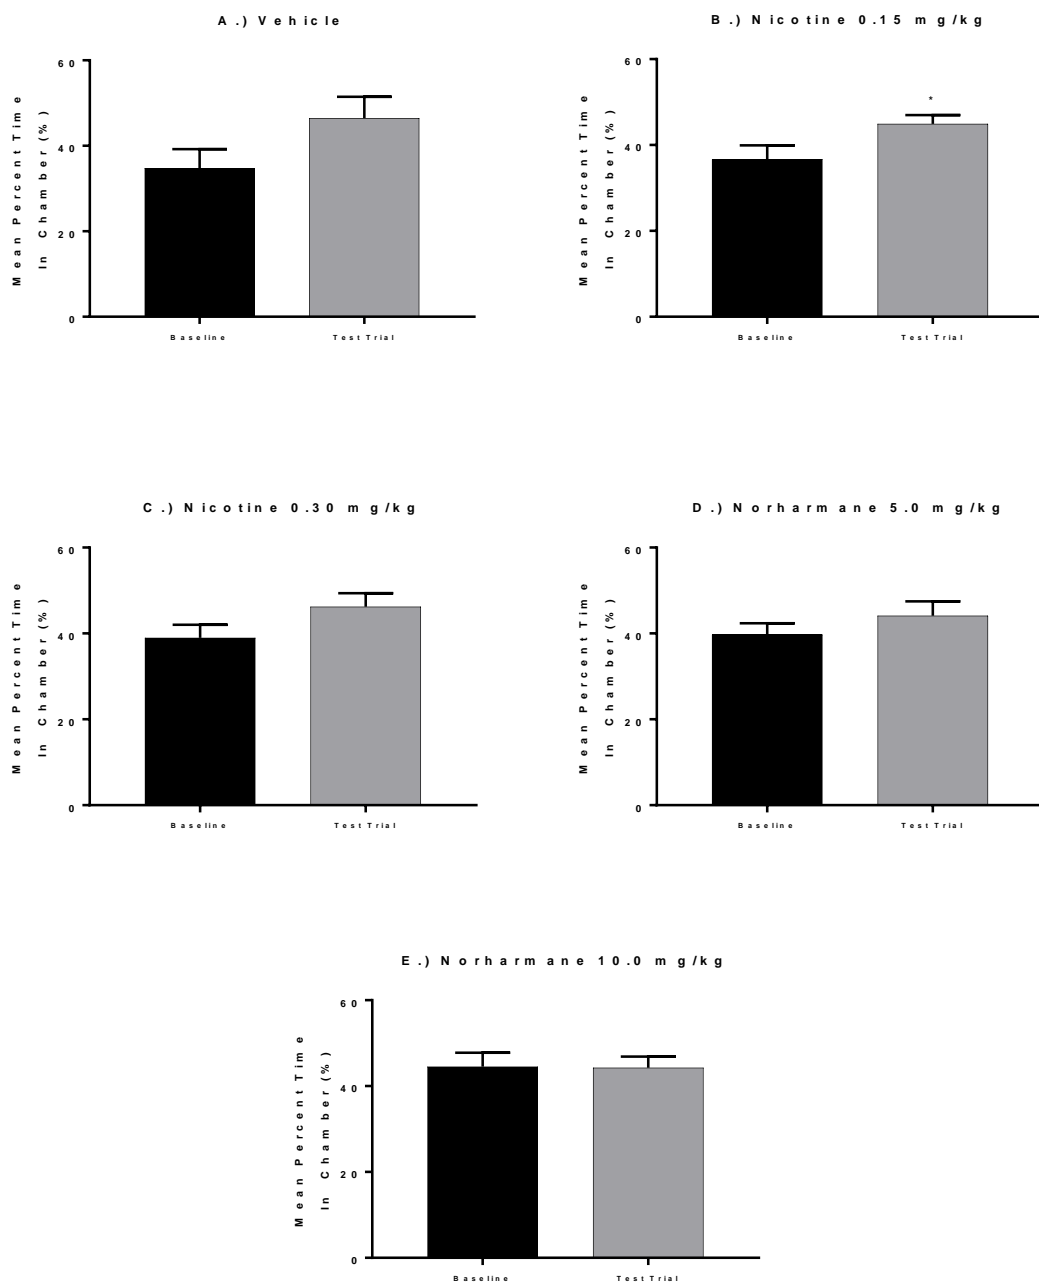 A.) Vehicle
Mean Percent Time
In Chamber (%)
60
40
20
0
Baseline
Test Trial
B.) Nicotine 0.15 mg/kg
Mean Percent Time
In Chamber (%)
60
40
20
0
*
Baseline
Test Trial
C.) Nicotine 0.30 mg/kg
Mean Percent Time
In Chamber (%)
60
40
20
0
Baseline
Test Trial
D.) Norharmane 5.0 mg/kg
Mean Percent Time
In Chamber (%)
60
40
20
0
Baseline
Test Trial
E.) Norharmane 10.0 mg/kg
Mean Percent Time
In Chamber (%)
60
40
20
0
Baseline
Test Trial